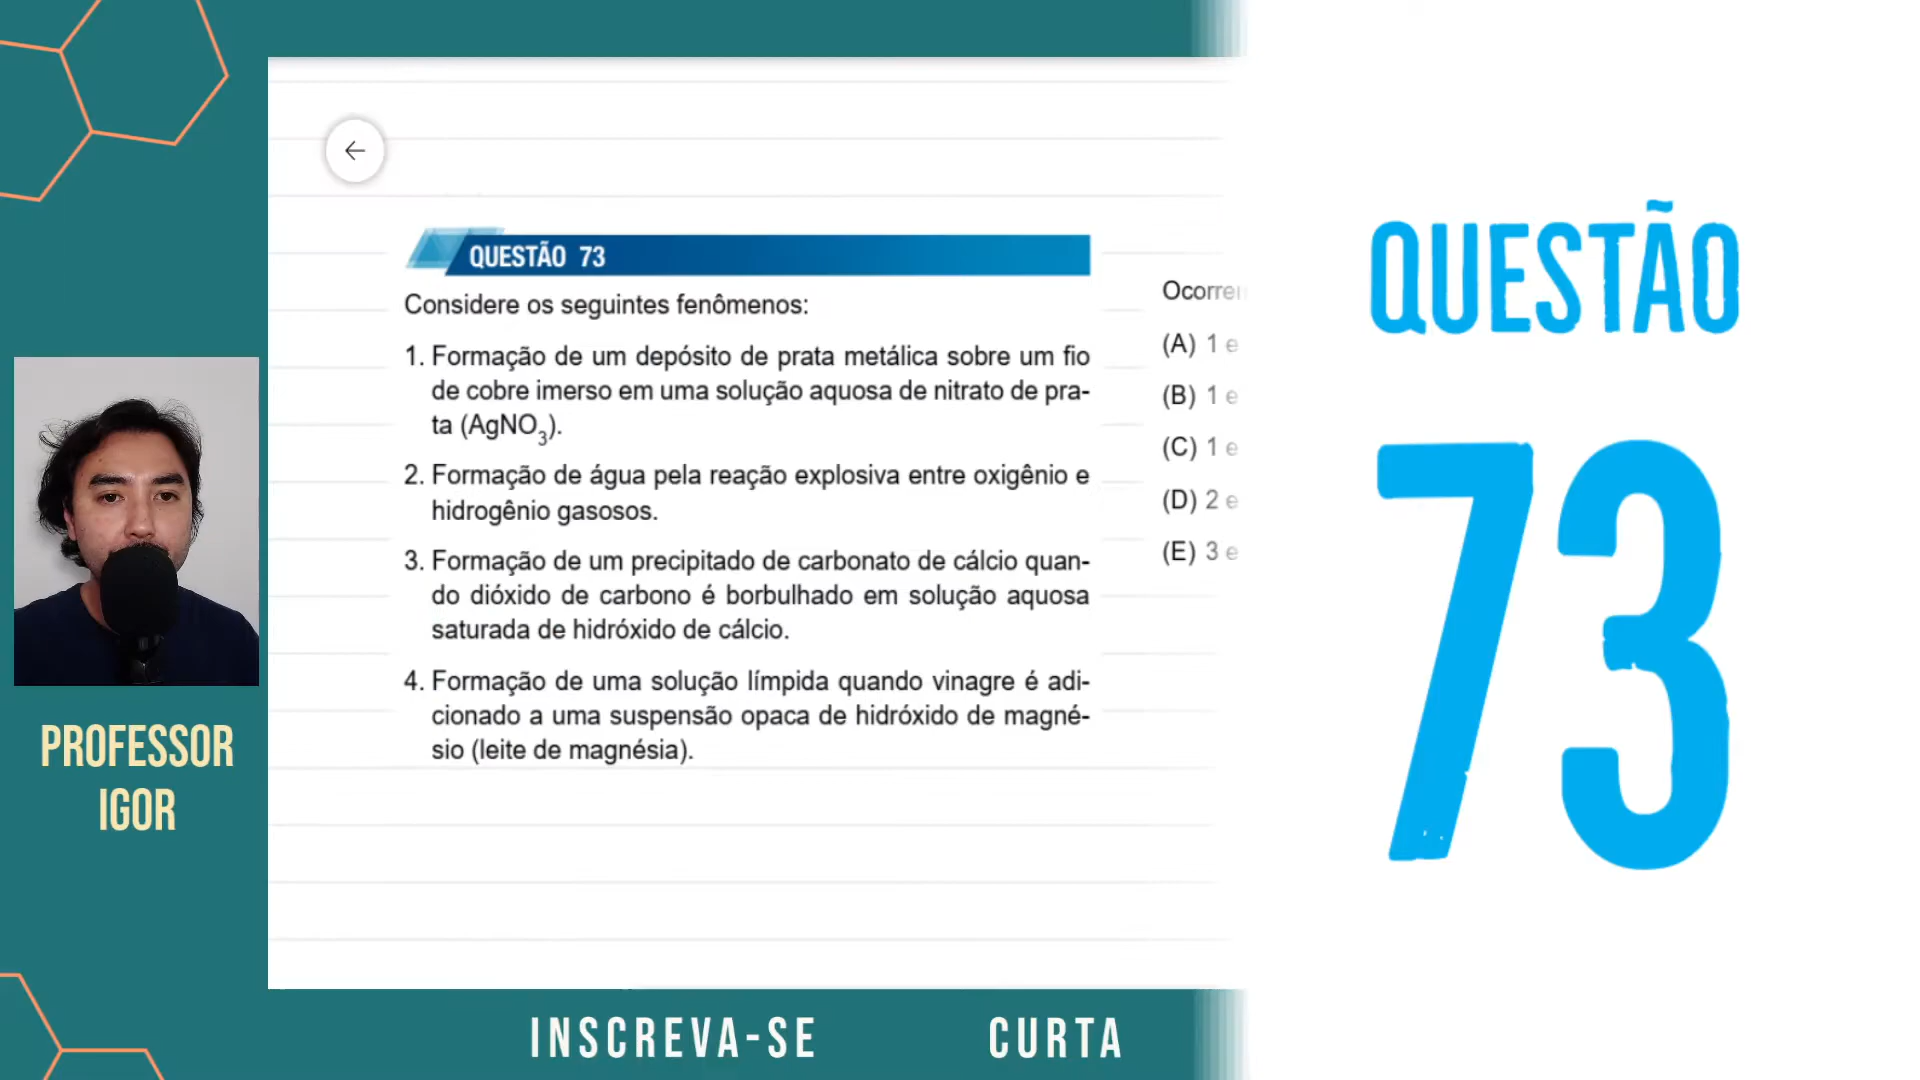 QUESTÃO 73
Considere os seguintes fenômenos:
1. Formação de um depósito de prata metálica sobre um fio
de cobre imerso em uma solução aquosa de nitrato de pra-
ta (AgNO₃).
2. Formação de água pela reação explosiva entre oxigênio e
hidrogênio gasosos.
3. Formação de um precipitado de carbonato de cálcio quan-
do dióxido de carbono é borbulhado em solução aquosa
saturada de hidróxido de cálcio.
4. Formação de uma solução límpida quando vinagre é adi-
cionado a uma suspensão opaca de hidróxido de magné-
sio (leite de magnésia).
(A) 1 e
(B) 1 e
(C) 1 e
(D) 2 e
(E) 3 e
QUESTÃO
73
PROFESSOR
IGOR
INSCREVA-SE
CURTA